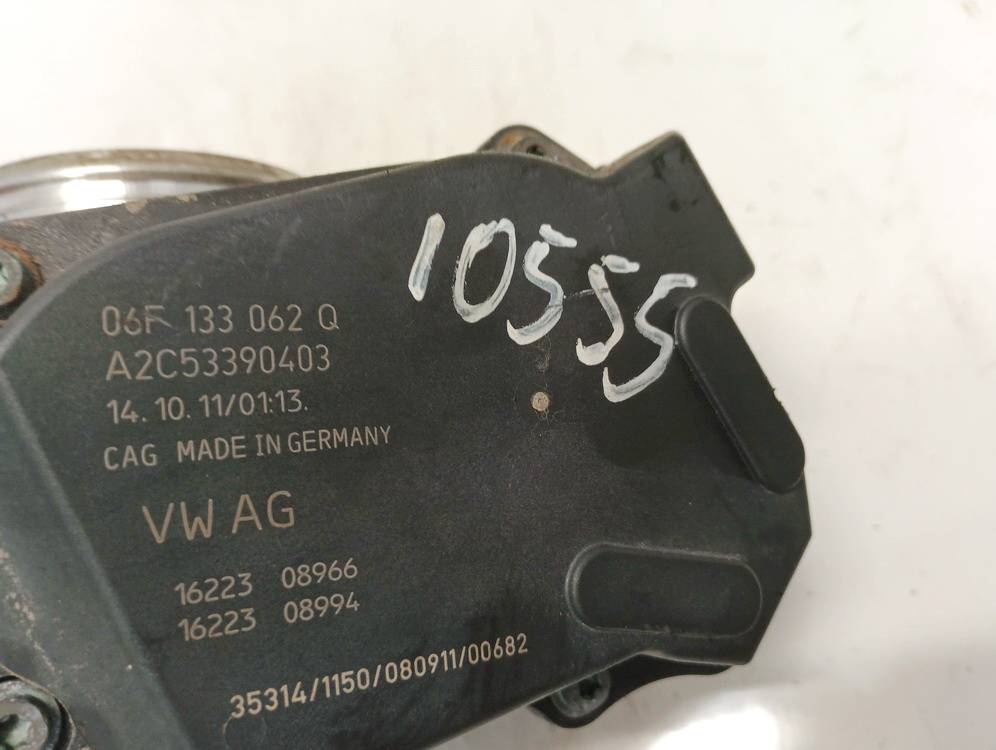 10555
06F 133 062 Q
A2C53390403
14. 10. 11/01:13.
CAG MADE IN GERMANY
VW AG
16223 08966
16223 08994
35314/1150/080911/00682